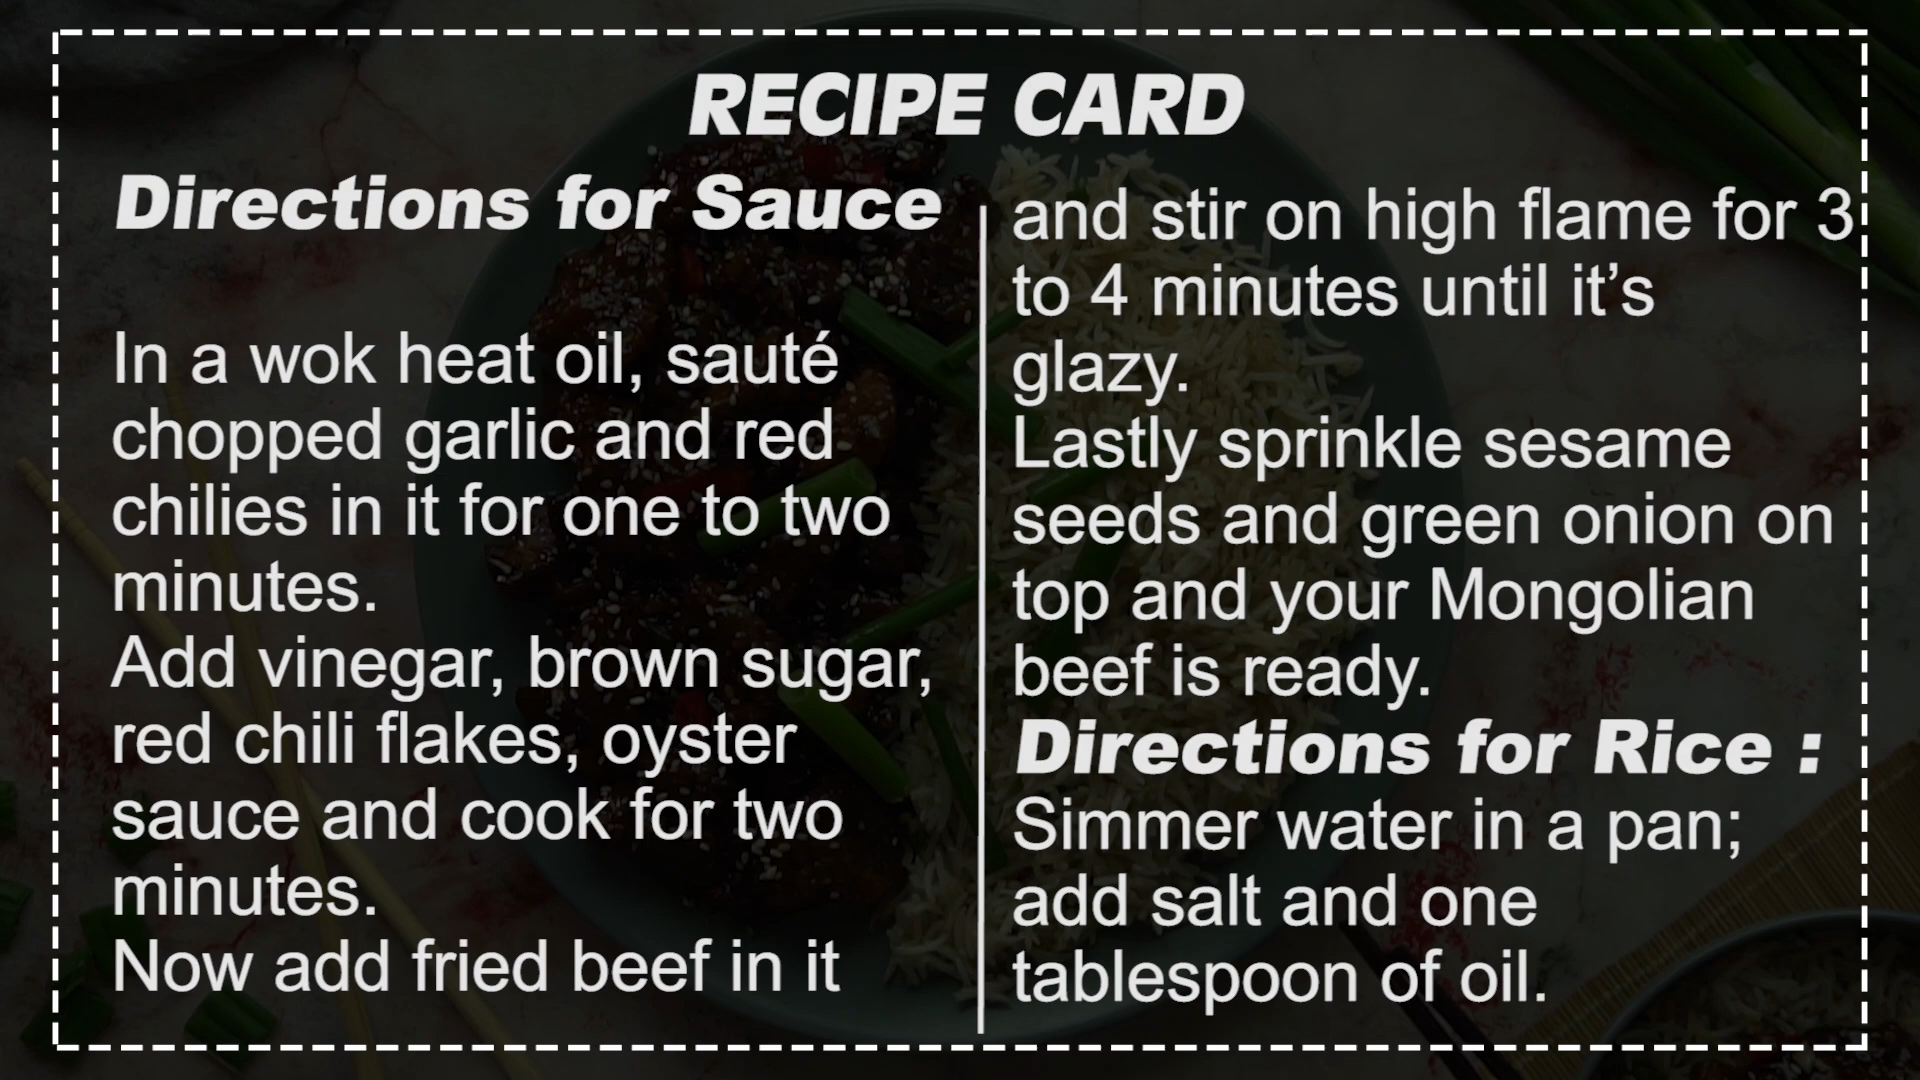 RECIPE CARD
Directions for Sauce
In a wok heat oil, sauté
chopped garlic and red
chilies in it for one to two
minutes.
Add vinegar, brown sugar,
red chili flakes, oyster
sauce and cook for two
minutes.
Now add fried beef in it
and stir on high flame for 3
to 4 minutes until it’s
glazy.
Lastly sprinkle sesame
seeds and green onion on
top and your Mongolian
beef is ready.
Directions for Rice :
Simmer water in a pan;
add salt and one
tablespoon of oil.